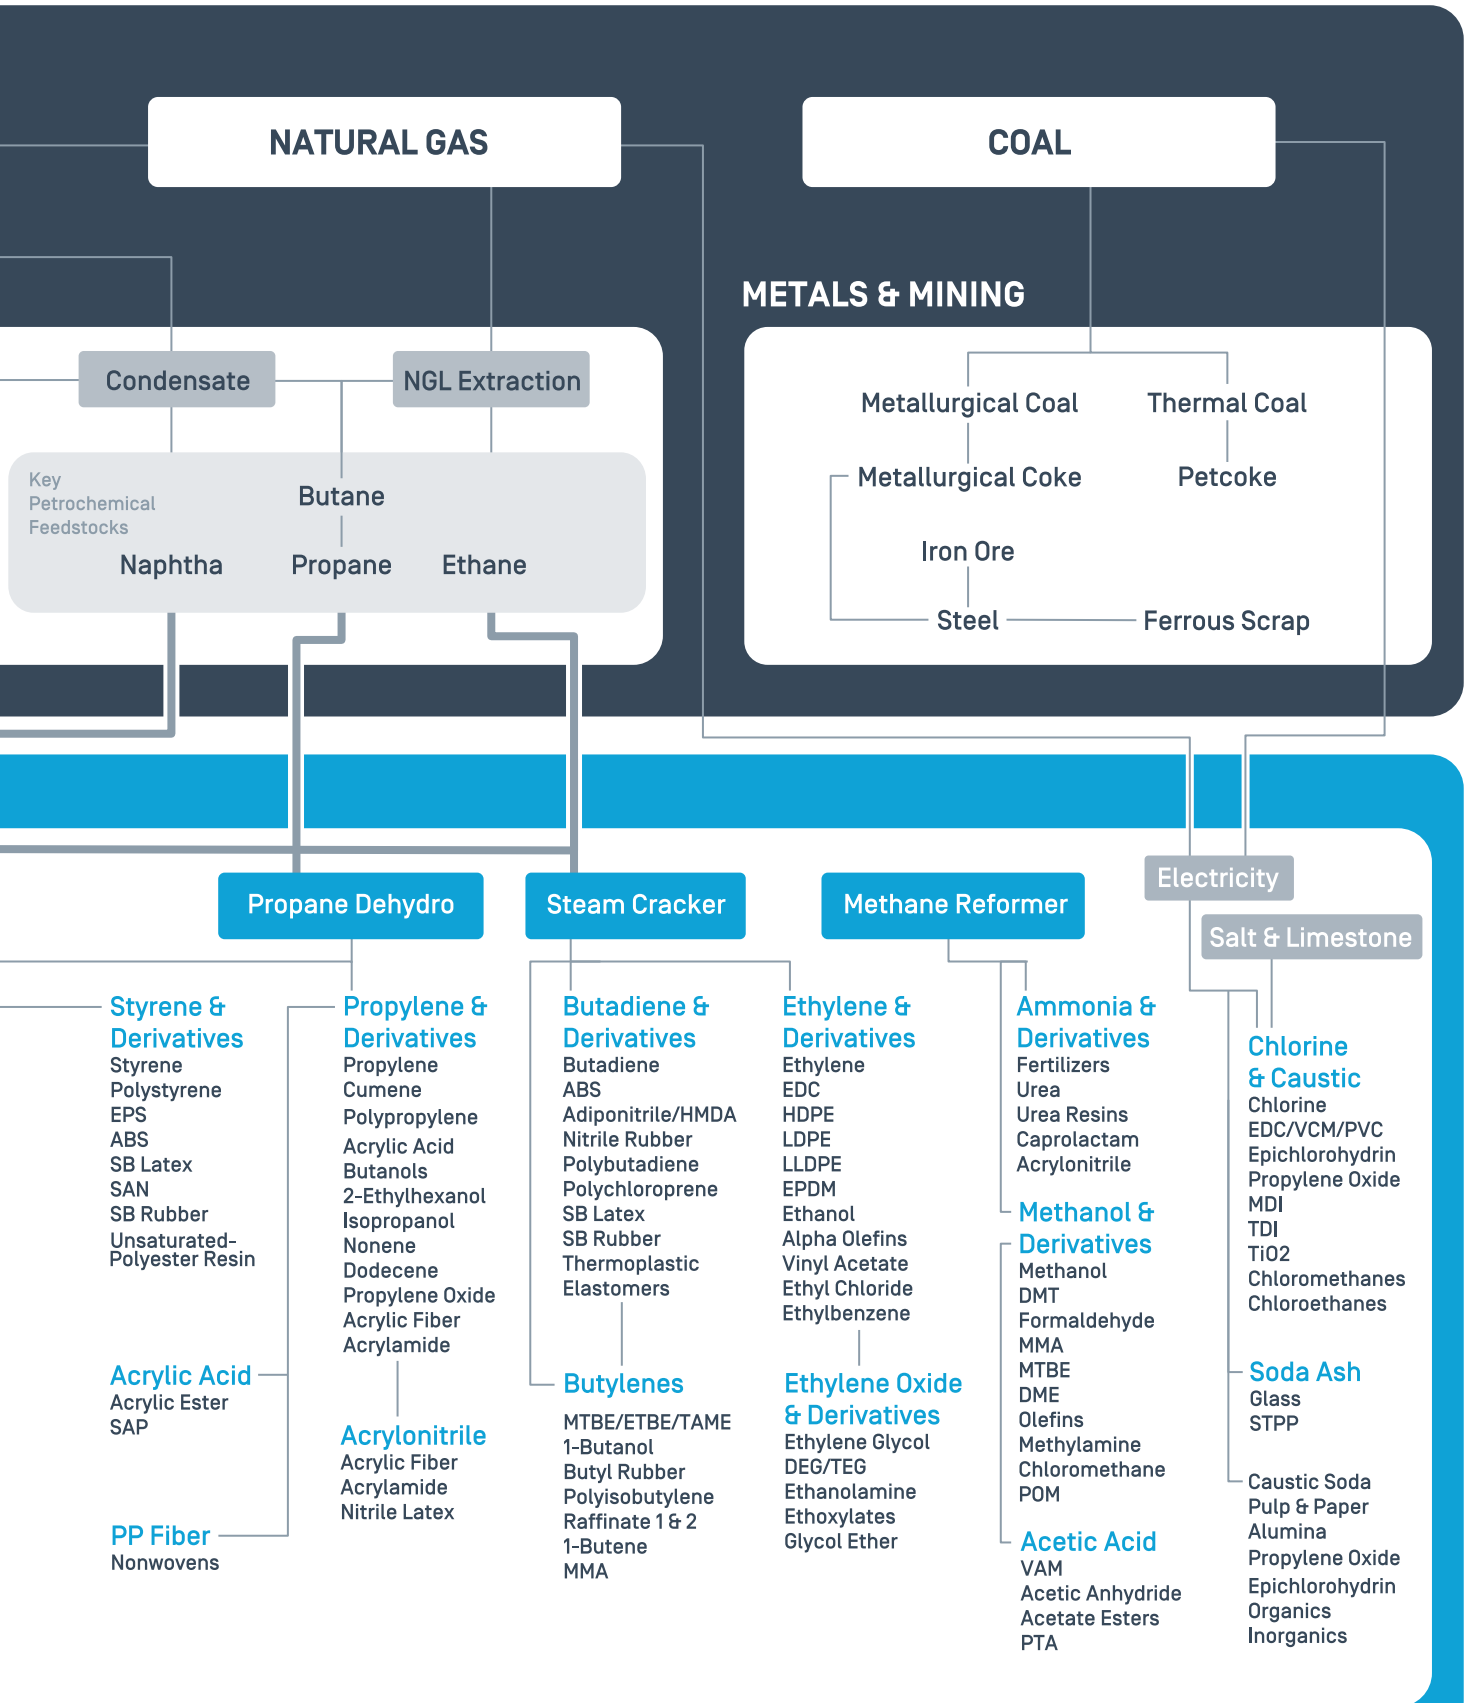 NATURAL GAS
COAL
METALS & MINING
Condensate
NGL Extraction
Key
Petrochemical
Feedstocks
Butane
Naphtha
Propane
Ethane
Metallurgical Coal
Thermal Coal
Metallurgical Coke
Petcoke
Iron Ore
Steel
Ferrous Scrap
Propane Dehydro
Steam Cracker
Methane Reformer
Electricity
Salt & Limestone
Styrene &
Derivatives
Styrene
Polystyrene
EPS
ABS
SB Latex
SAN
SB Rubber
Unsaturated-
Polyester Resin
Acrylic Acid
Acrylic Ester
SAP
PP Fiber
Nonwovens
Propylene &
Derivatives
Propylene
Cumene
Polypropylene
Acrylic Acid
Butanols
2-Ethylhexanol
Isopropanol
Nonene
Dodecene
Propylene Oxide
Acrylic Fiber
Acrylamide
Acrylonitrile
Acrylic Fiber
Acrylamide
Nitrile Latex
Butadiene &
Derivatives
Butadiene
ABS
Adiponitrile/HMDA
Nitrile Rubber
Polybutadiene
Polychloroprene
SB Latex
SB Rubber
Thermoplastic
Elastomers
Butylenes
MTBE/ETBE/TAME
1-Butanol
Butyl Rubber
Polyisobutylene
Raffinate 1 & 2
1-Butene
MMA
Ethylene &
Derivatives
Ethylene
EDC
HDPE
LDPE
LLDPE
EPDM
Ethanol
Alpha Olefins
Vinyl Acetate
Ethyl Chloride
Ethylbenzene
Ethylene Oxide
& Derivatives
Ethylene Glycol
DEG/TEG
Ethanolamine
Ethoxylates
Glycol Ether
Ammonia &
Derivatives
Fertilizers
Urea
Urea Resins
Caprolactam
Acrylonitrile
Methanol &
Derivatives
Methanol
DMT
Formaldehyde
MMA
MTBE
DME
Olefins
Methylamine
Chloromethane
POM
Acetic Acid
VAM
Acetic Anhydride
Acetate Esters
PTA
Chlorine
& Caustic
Chlorine
EDC/VCM/PVC
Epichlorohydrin
Propylene Oxide
MDI
TDI
TiO2
Chloromethanes
Chloroethanes
Soda Ash
Glass
STPP
Caustic Soda
Pulp & Paper
Alumina
Propylene Oxide
Epichlorohydrin
Organics
Inorganics